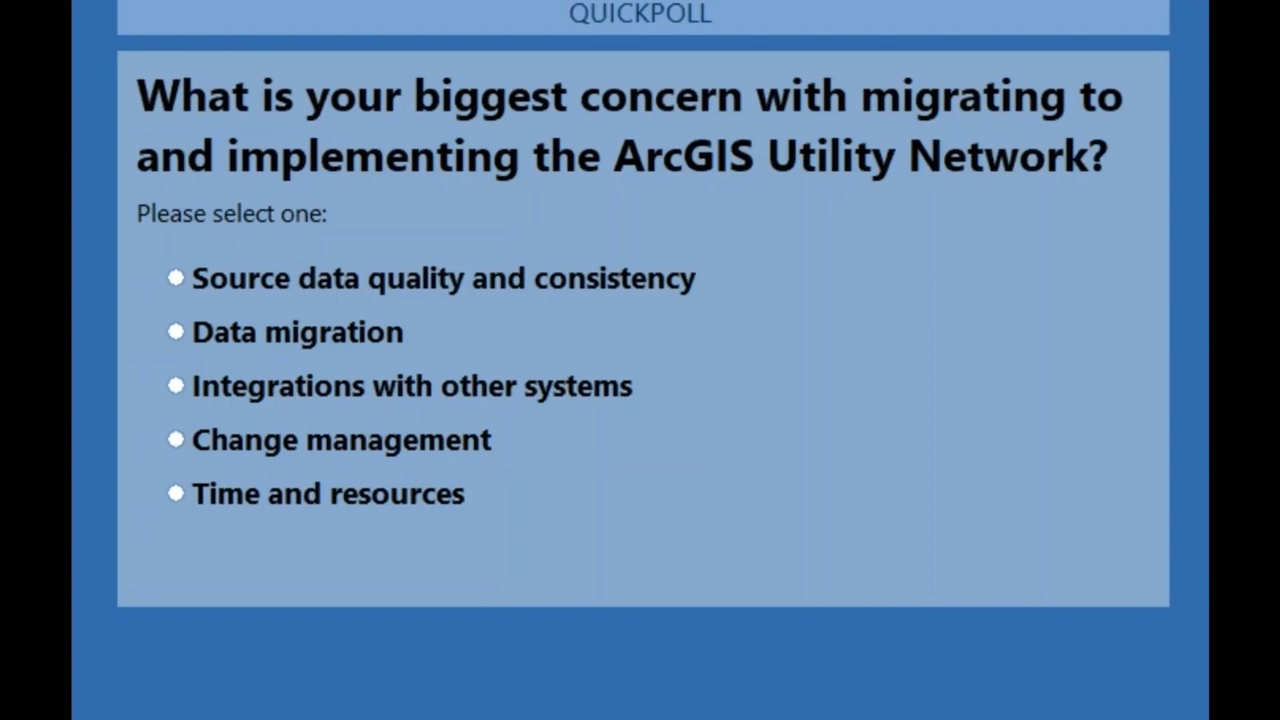 QUICKPOLL
What is your biggest concern with migrating to
and implementing the ArcGIS Utility Network?
Please select one:
Source data quality and consistency
Data migration
Integrations with other systems
Change management
Time and resources